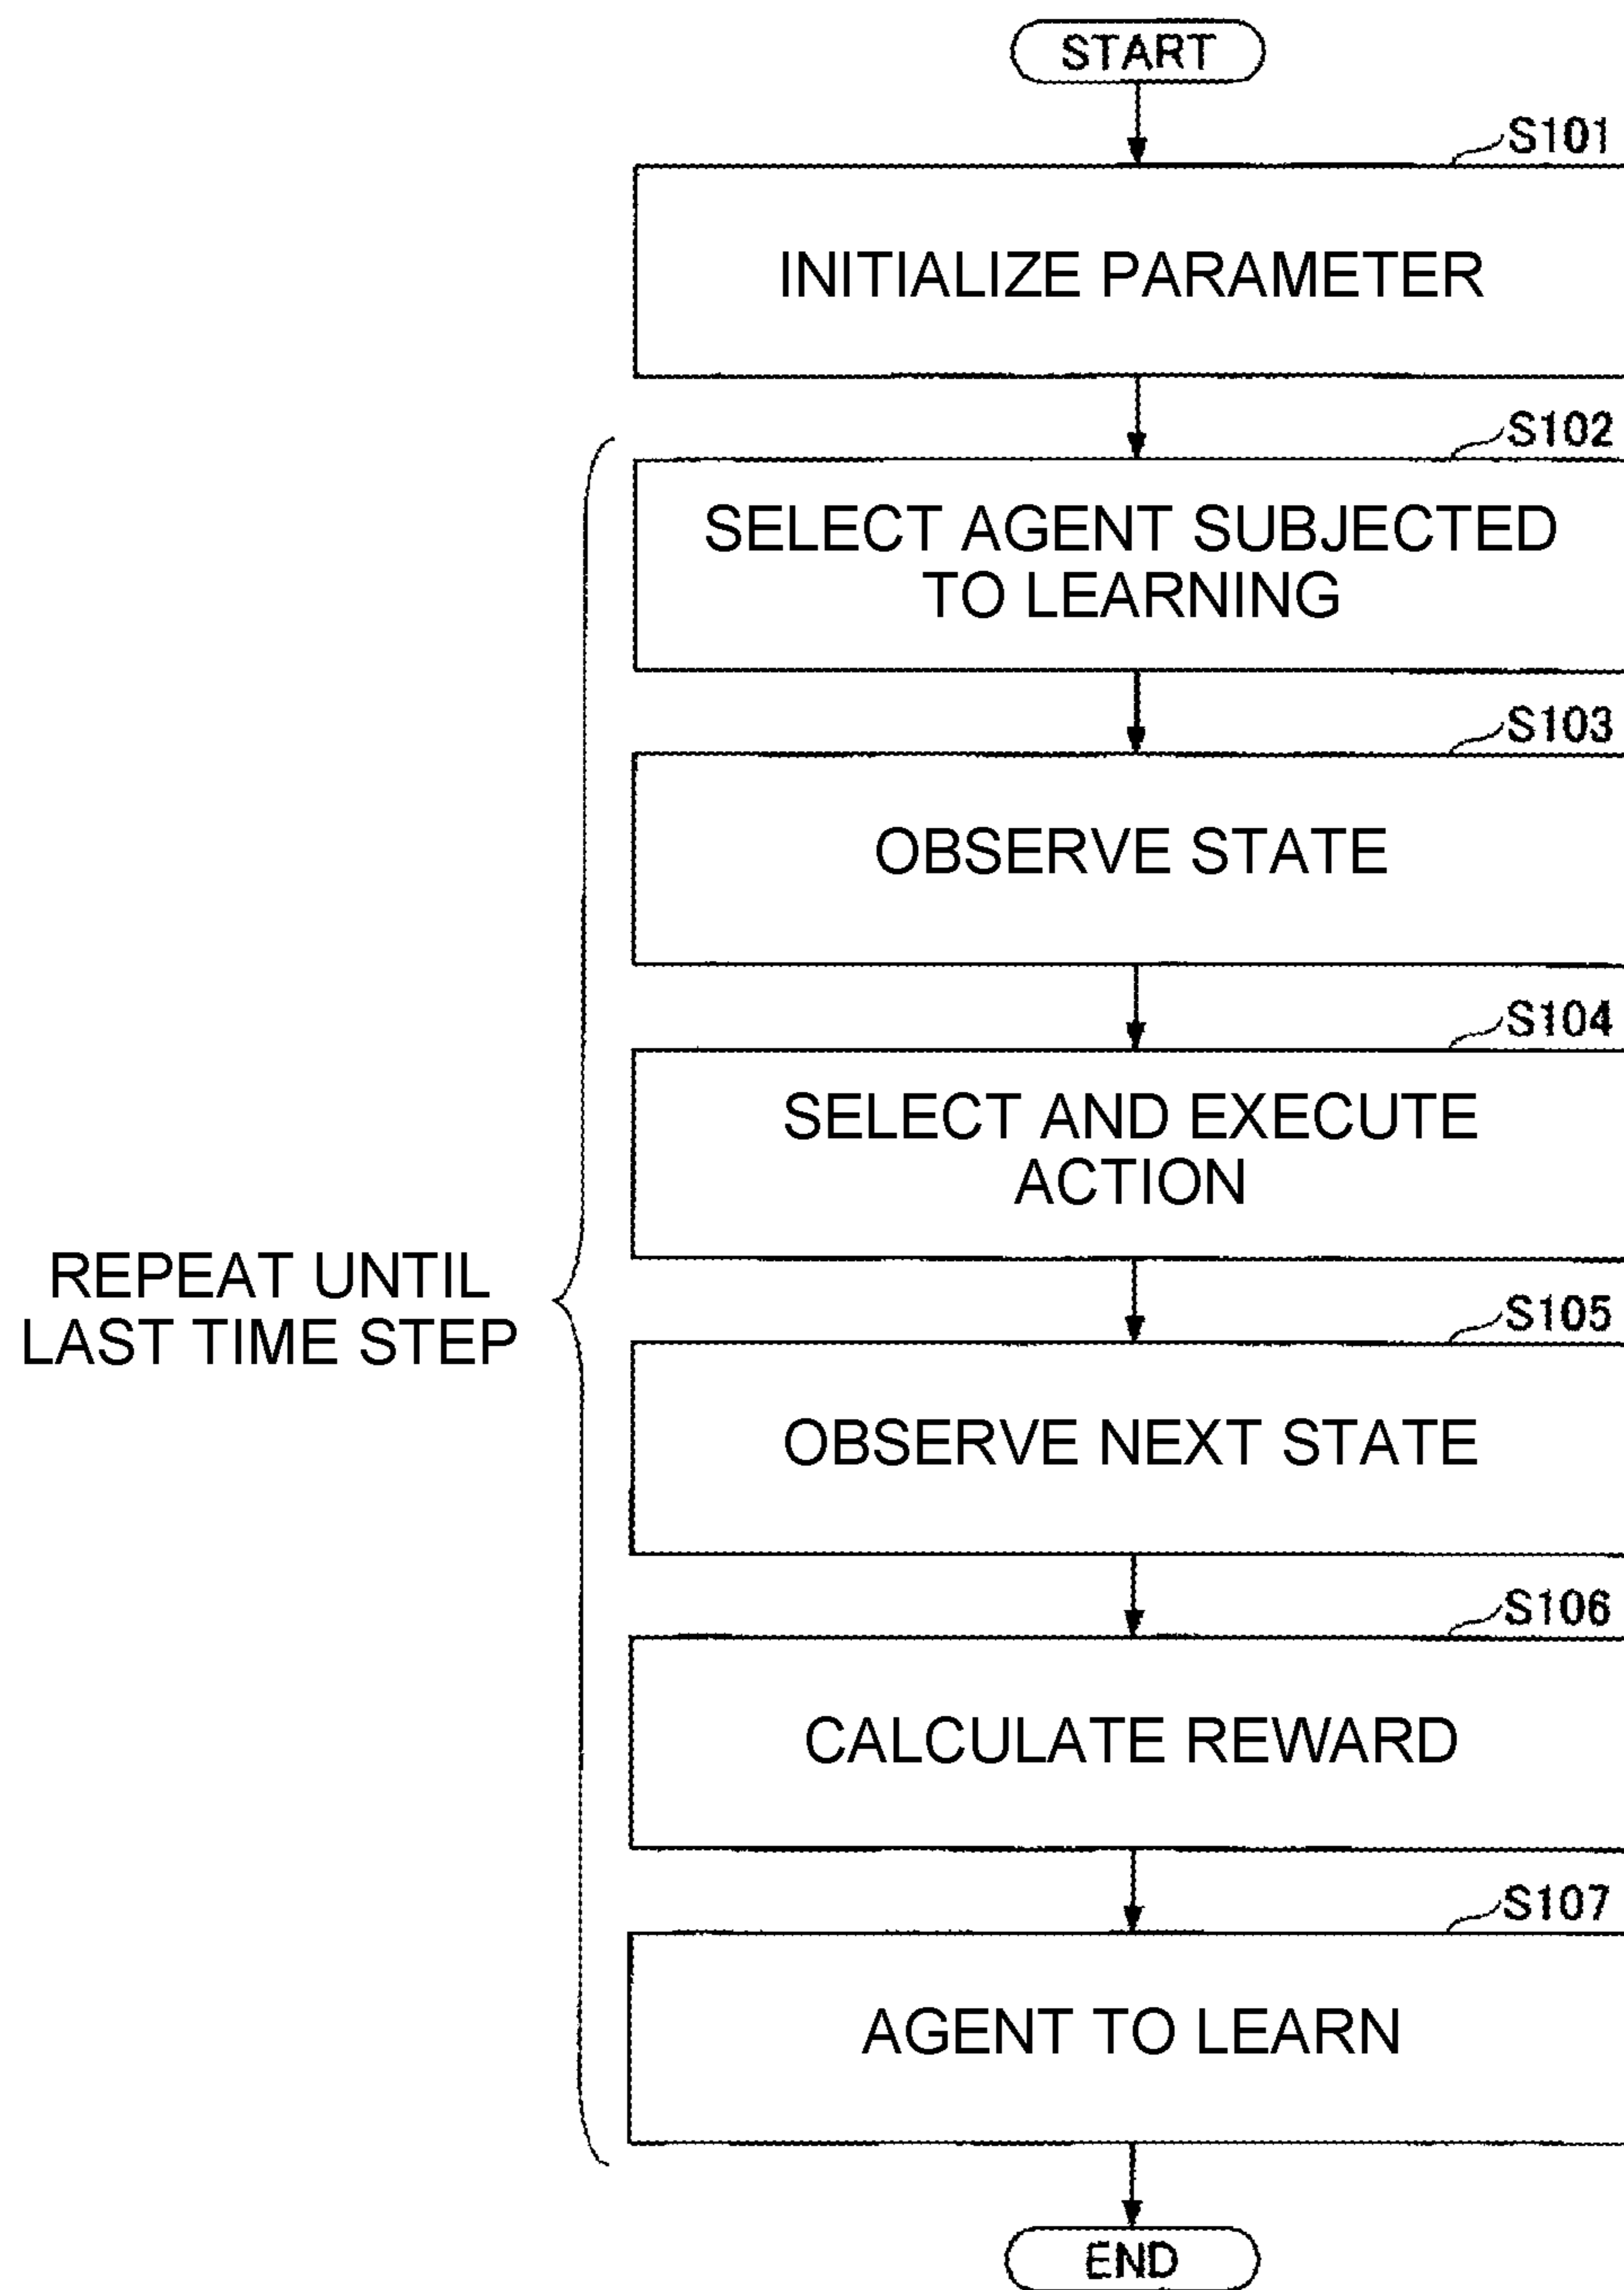 START
S101
INITIALIZE PARAMETER
S102
SELECT AGENT SUBJECTED
TO LEARNING
S103
OBSERVE STATE
S104
SELECT AND EXECUTE
ACTION
REPEAT UNTIL
LAST TIME STEP
S105
OBSERVE NEXT STATE
S106
CALCULATE REWARD
S107
AGENT TO LEARN
END